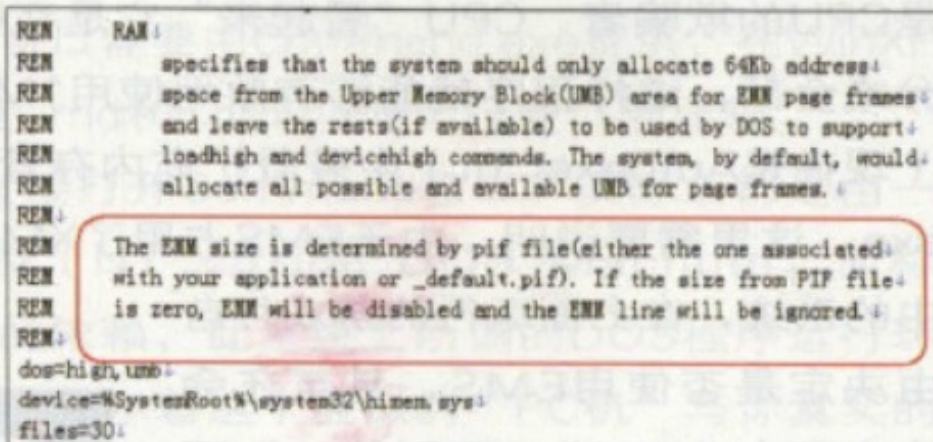 REM RAM
REM specifies that the system should only allocate 64Kb address
REM space from the Upper Memory Block(UMB) area for EMM page frames
REM and leave the rests(if available) to be used by DOS to support
REM loadhigh and devicehigh commands. The system, by default, would
REM allocate all possible and available UMB for page frames.
REM
REM The EMM size is determined by pif file(either the one associated
REM with your application or _default.pif). If the size from PIF file
REM is zero, EMM will be disabled and the EMM line will be ignored.
REM
dos=high,umb
device=%SystemRoot%\system32\himem.sys
files=30